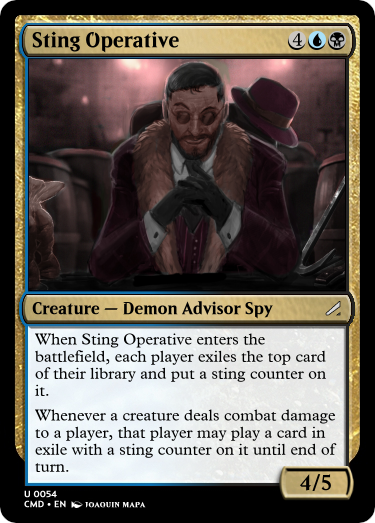 Sting Operative 4
Creature — Demon Advisor Spy
When Sting Operative enters the
battlefield, each player exiles the top card
of their library and put a sting counter on
it.
Whenever a creature deals combat damage
to a player, that player may play a card in
exile with a sting counter on it until end of
turn.
4/5
U 0054
CMD • EN JOAQUIN MAPA